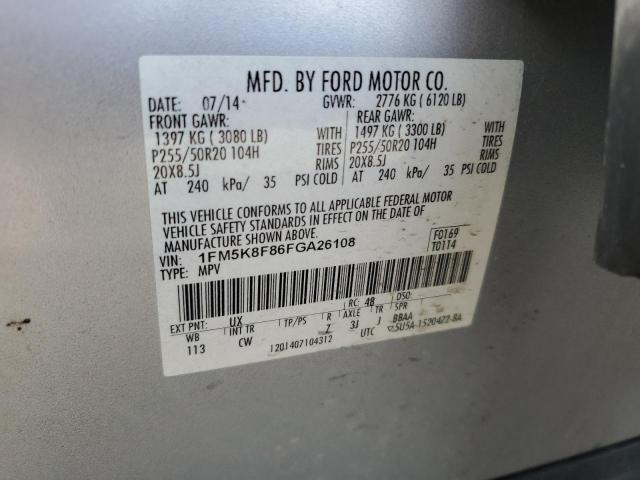 MFD. BY FORD MOTOR CO.
DATE: 07/14 GVWR: 2776 KG ( 6120 LB)
FRONT GAWR: REAR GAWR:
1397 KG ( 3080 LB) WITH 1497 KG ( 3300 LB) WITH
P255/50R20 104H TIRES P255/50R20 104H TIRES
20X8.5J RIMS 20X8.5J RIMS
AT 240 kPa/ 35 PSI COLD AT 240 kPa/ 35 PSI COLD
THIS VEHICLE CONFORMS TO ALL APPLICABLE FEDERAL MOTOR
VEHICLE SAFETY STANDARDS IN EFFECT ON THE DATE OF
MANUFACTURE SHOWN ABOVE.
VIN: 1FM5K8F86FGA26108 F0169
TYPE: MPV T0114
EXT PNT: UX RC: 48 DSO:
WB INT TR TP/PS R AXLE TR SPR
113 CW Z 3J J BBAA
1201407104312 UTC 5U5A-1520472-BA